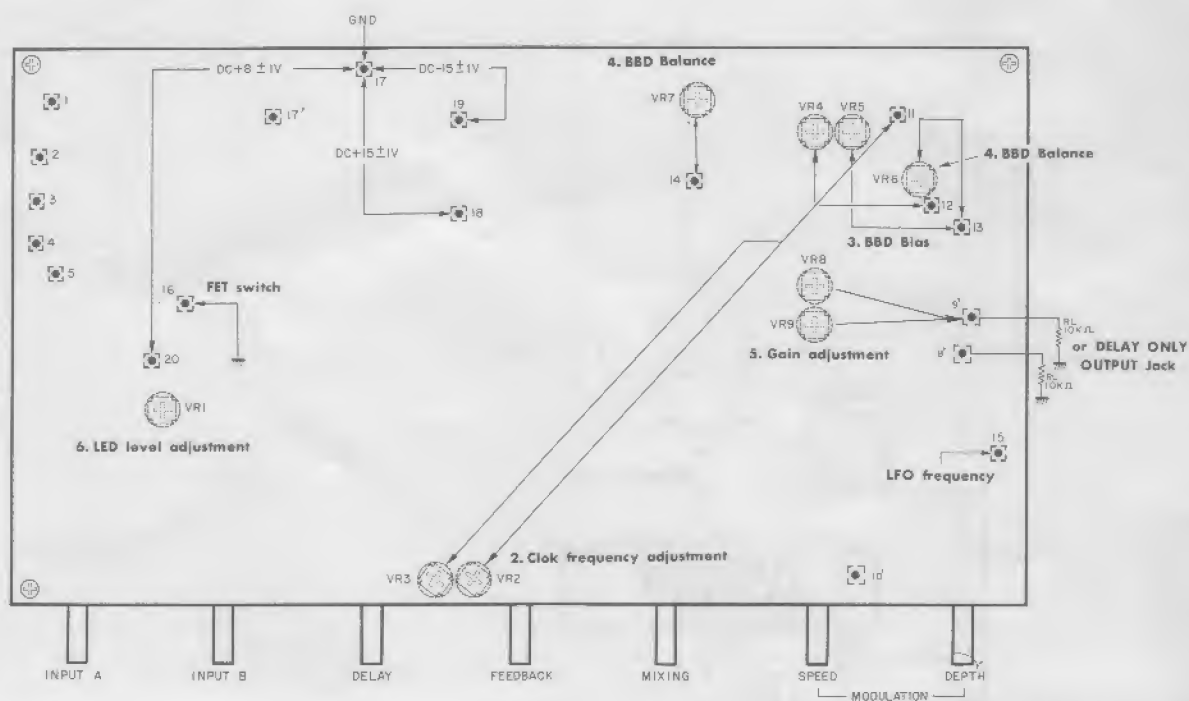 GND
4. BBD Balance
DC+8 ± 1V
17
DC-15 ± 1V
1
17'
19
VR7
VR4
VR5
11
DC+15 ± 1V
2
4. BBD Balance
14
VR6
3
12
18
13
4
3. BBD Bias
5
VR8
16
FET switch
9'
RL
10KΩ
VR9
or DELAY ONLY
OUTPUT Jack
5. Gain adjustment
8'
20
RL
10KΩ
VR1
6. LED level adjustment
15
LFO frequency
2. Clok frequency adjustment
VR3
VR2
10'
INPUT A
INPUT B
DELAY
FEEDBACK
MIXING
SPEED
DEPTH
MODULATION